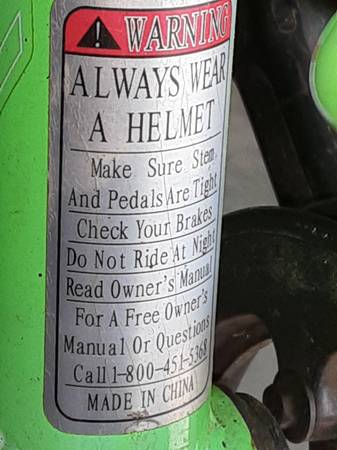 WARNING
ALWAYS WEAR
A HELMET
Make Sure Stem
And Pedals Are Tight
Check Your Brakes
Do Not Ride At Night
Read Owner's Manual
For A Free Owner's
Manual Or Questions
Call 1-800-451-5368
MADE IN CHINA